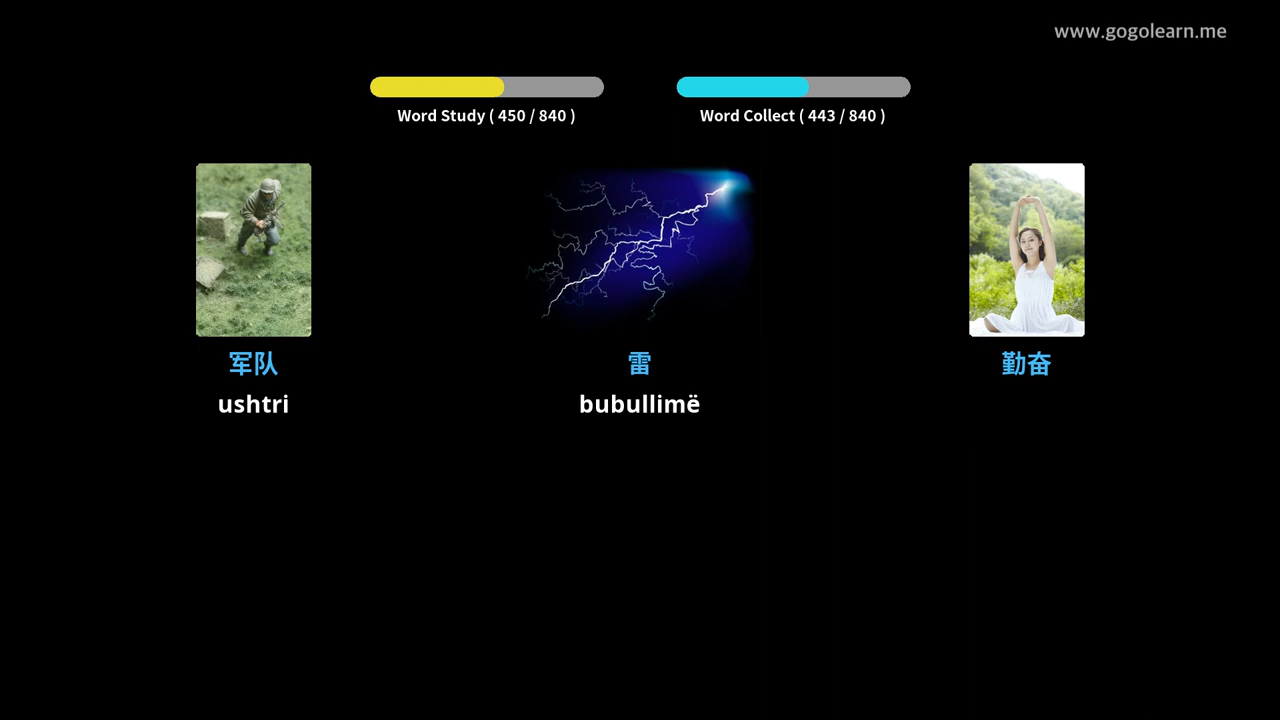 www.gogolearn.me
Word Study ( 450 / 840 )
Word Collect ( 443 / 840 )
军队
雷
勤奋
ushtri
bubullimë